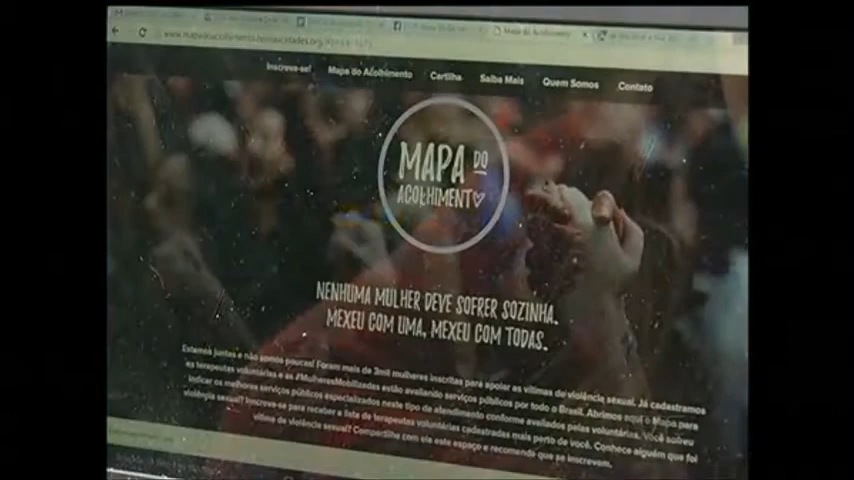 Inscreva-se! Mapa do Acolhimento Cartilha Saiba Mais Quem Somos Contato
MAPA DO
ACOLHIMENTO
NENHUMA MULHER DEVE SOFRER SOZINHA.
MEXEU COM UMA, MEXEU COM TODAS.
Estamos juntas e não somos poucas! Foram mais de 3mil mulheres inscritas para apoiar as vítimas de violência sexual. Já cadastramos
as terapeutas voluntárias e as #MulheresMobilizadas estão avaliando serviços públicos por todo o Brasil. Abrimos aqui o Mapa para
indicar os melhores serviços públicos especializados neste tipo de atendimento conforme avaliados pelas voluntárias. Você sofreu
violência sexual? Inscreva-se para receber a lista de terapeutas voluntárias cadastradas mais perto de você. Conhece alguém que foi
vítima de violência sexual? Compartilhe com ela este espaço e recomende que se inscrevam.